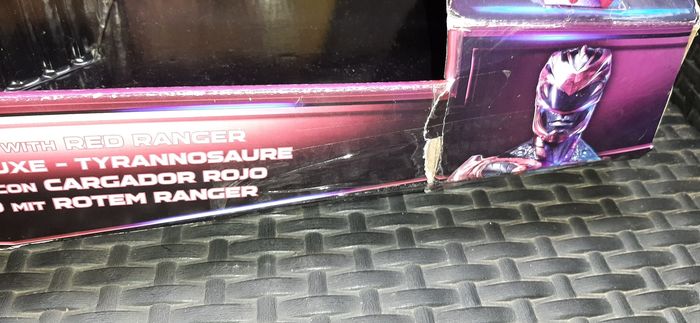 WITH RED RANGER
UXE - TYRANNOSAURE
CON CARGADOR ROJO
MIT ROTEM RANGER